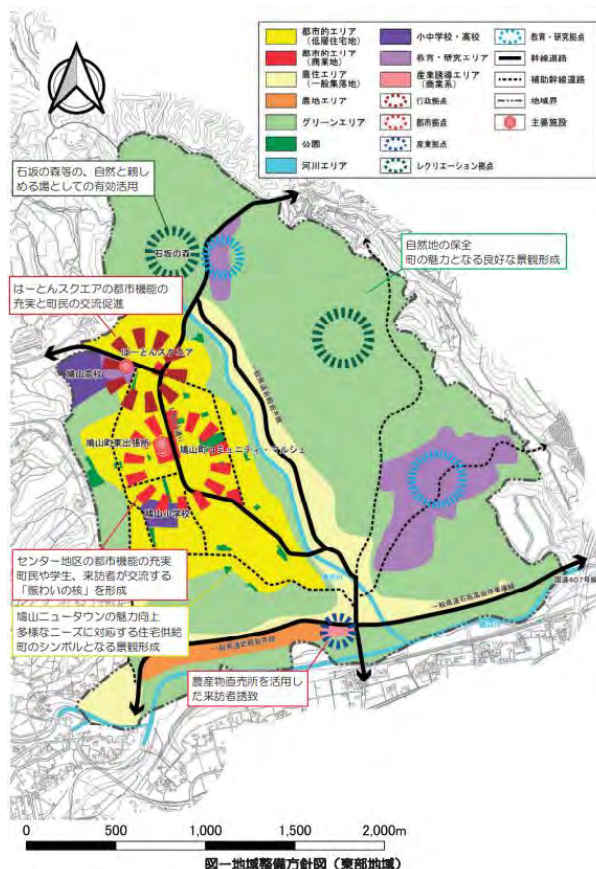 都市的エリア
(低層住宅地)
都市的エリア
(商業地)
農住エリア
(一般集落地)
農地エリア
グリーンエリア
公園
河川エリア
小中学校・高校
教育・研究エリア
産業誘導エリア
(商業系)
行政拠点
都市拠点
産業拠点
レクリエーション拠点
教育・研究拠点
幹線道路
補助幹線道路
地域界
主要施設
石坂の森等の、自然と親し
める場としての有効活用
石坂の森
自然地の保全
町の魅力となる良好な景観形成
はーとんスクエアの都市機能の
充実と町民の交流促進
はーとんスクエア
鳩山高校
鳩山町東出張所
鳩山町コミュニティ・マルシェ
鳩山小学校
センター地区の都市機能の充実
町民や学生、来訪者が交流する
「賑わいの核」を形成
国道407号線
鳩山ニュータウンの魅力向上
多様なニーズに対応する住宅供給
町のシンボルとなる景観形成
農産物直売所を活用し
た来訪者誘致
0
500
1,000
1,500
2,000m
図ー地域整備方針図(東部地域)